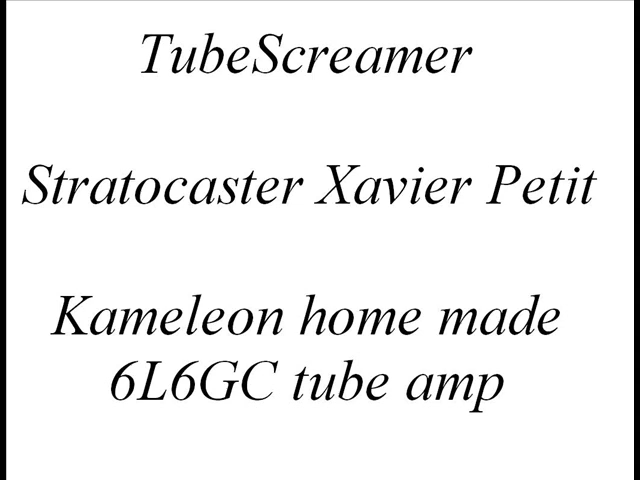 TubeScreamer
Stratocaster Xavier Petit
Kameleon home made
6L6GC tube amp